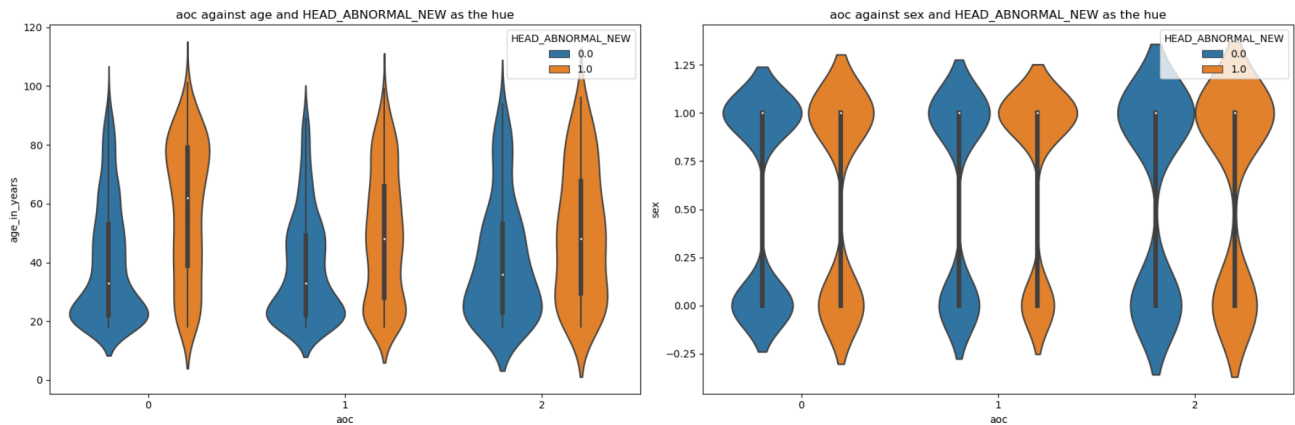 aoc against age and HEAD_ABNORMAL_NEW as the hue
HEAD_ABNORMAL_NEW
0.0
1.0
120
100
80
60
40
20
0
age_in_years
0 1 2
aoc
aoc against sex and HEAD_ABNORMAL_NEW as the hue
HEAD_ABNORMAL_NEW
0.0
1.0
1.25
1.00
0.75
0.50
0.25
0.00
−0.25
sex
0 1 2
aoc